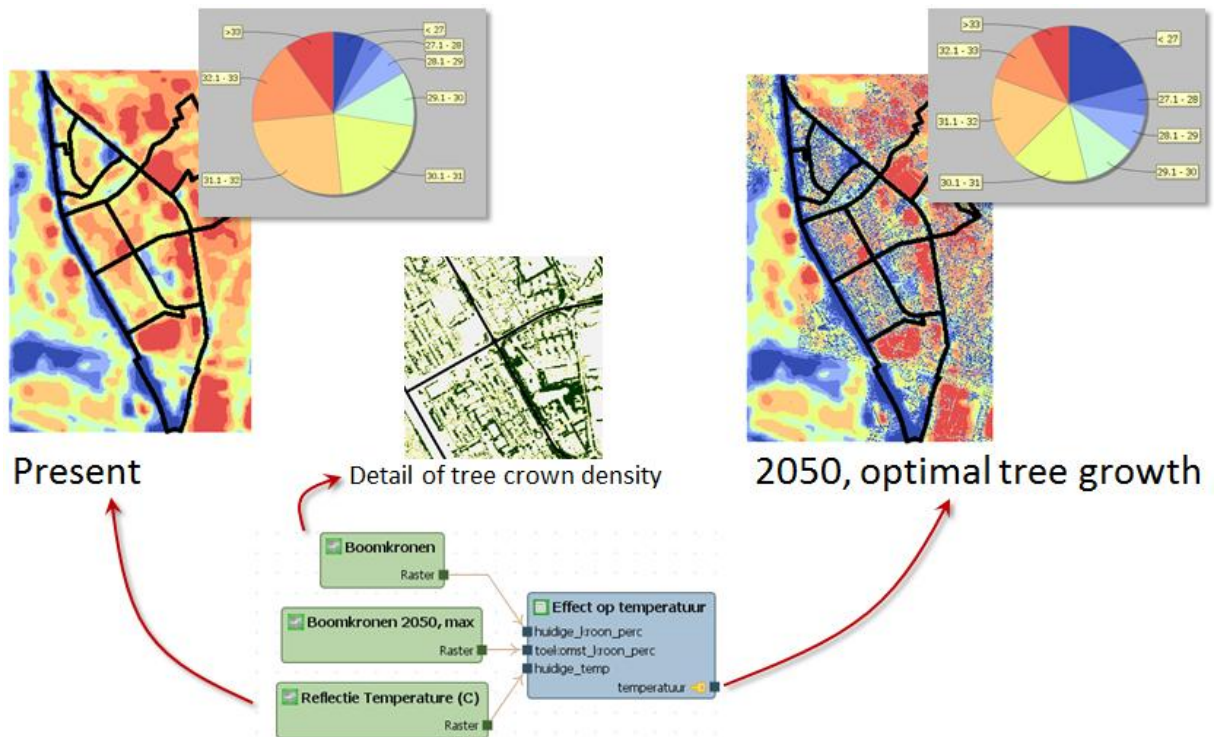 >33
< 27
27.1 - 28
28.1 - 29
32.1 - 33
29.1 - 30
31.1 - 32
30.1 - 31
>33
32.1 - 33
< 27
27.1 - 28
31.1 - 32
28.1 - 29
29.1 - 30
30.1 - 31
Present
Detail of tree crown density
2050, optimal tree growth
Boomkronen
Raster
Boomkronen 2050, max
Raster
Reflectie Temperature (C)
Raster
Effect op temperatuur
huidige_kroon_perc
toekomst_kroon_perc
huidige_temp
temperatuur